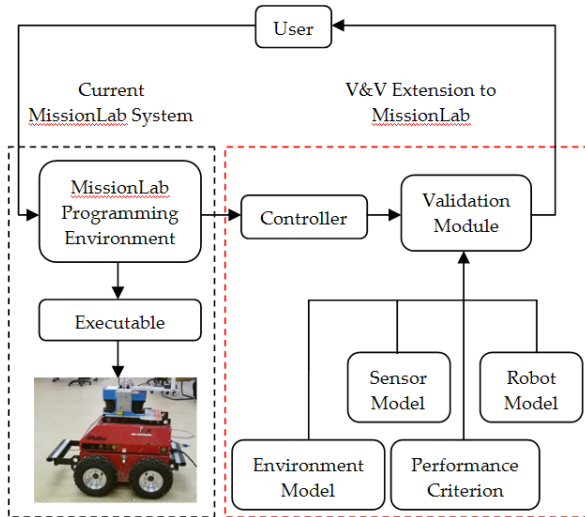 User
Current
MissionLab System
V&V Extension to
MissionLab
MissionLab
Programming
Environment
Controller
Validation
Module
Executable
Sensor
Model
Robot
Model
Environment
Model
Performance
Criterion